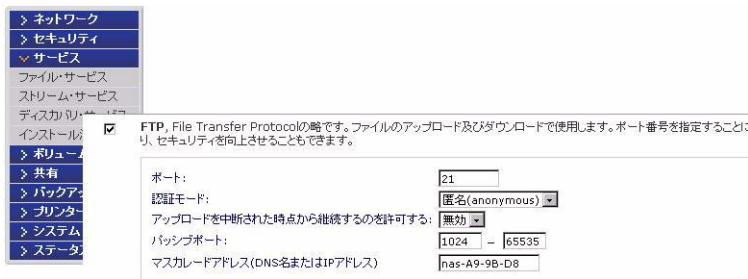 > ネットワーク
> セキュリティ
サービス
ファイル・サービス
ストリーム・サービス
ディスカバリ・サービス
インストール
> ボリューム
> 共有
> バックアッ
> プリンター
> システム
> ステータ
FTP, File Transfer Protocolの略です。ファイルのアップロード及びダウンロードで使用します。ポート番号を指定することに
り、セキュリティを向上させることもできます。
ポート: 21
認証モード: 匿名(anonymous)
アップロードを中断された時点から継続するのを許可する: 無効
パッシブポート: 1024 – 65535
マスカレードアドレス(DNS名またはIPアドレス) nas-A9-9B-D8